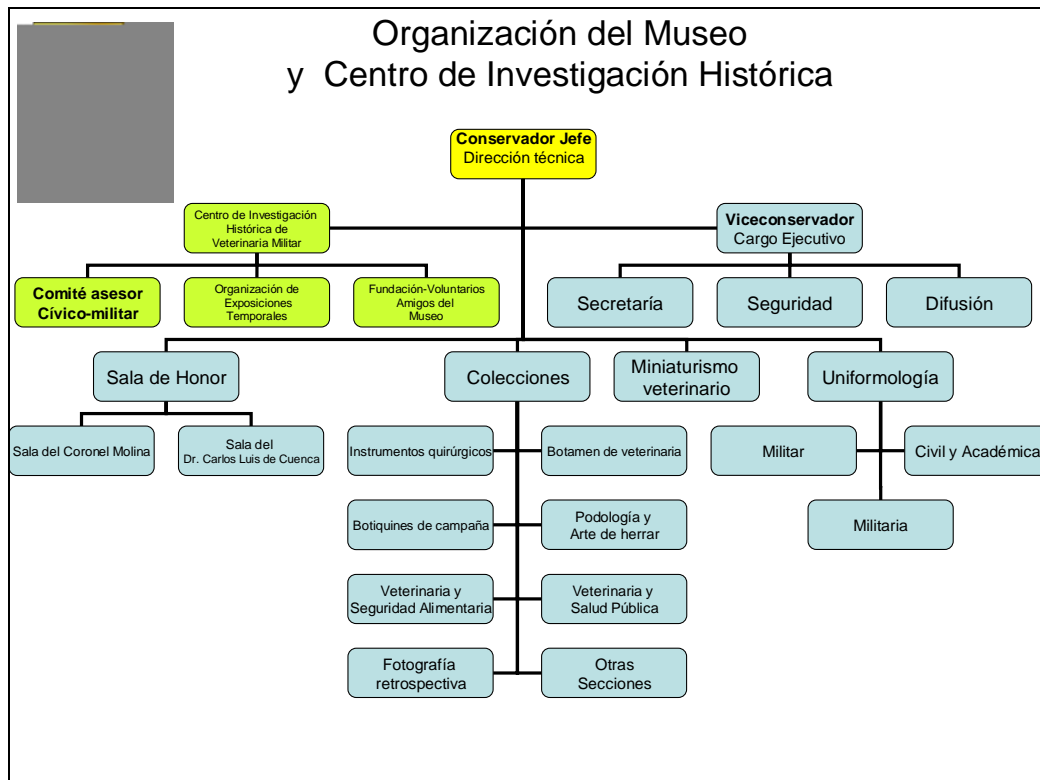 Organización del Museo
y Centro de Investigación Histórica
Conservador Jefe
Dirección técnica
Centro de Investigación
Histórica de
Veterinaria Militar
Viceconservador
Cargo Ejecutivo
Comité asesor
Cívico-militar
Organización de
Exposiciones
Temporales
Fundación-Voluntarios
Amigos del
Museo
Secretaría
Seguridad
Difusión
Sala de Honor
Colecciones
Miniaturismo
veterinario
Uniformología
Sala del Coronel Molina
Sala del
Dr. Carlos Luis de Cuenca
Instrumentos quirúrgicos
Botamen de veterinaria
Militar
Civil y Académica
Botiquines de campaña
Podología y
Arte de herrar
Militaria
Veterinaria y
Seguridad Alimentaria
Veterinaria y
Salud Pública
Fotografía
retrospectiva
Otras
Secciones